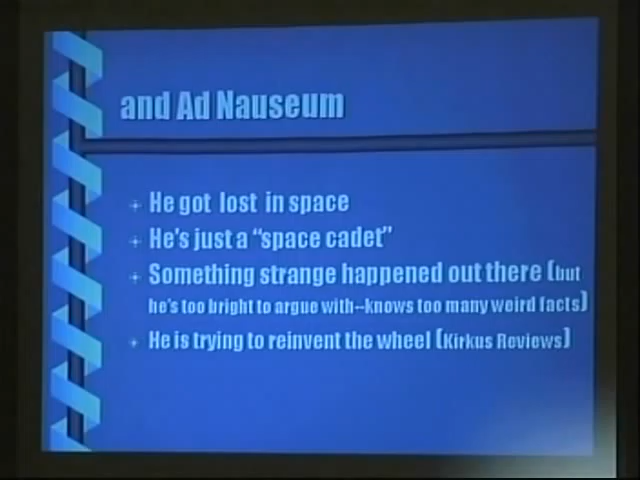 and Ad Nauseum
He got lost in space
He's just a “space cadet”
Something strange happened out there (but
he's too bright to argue with--knows too many weird facts)
He is trying to reinvent the wheel (Kirkus Reviews)